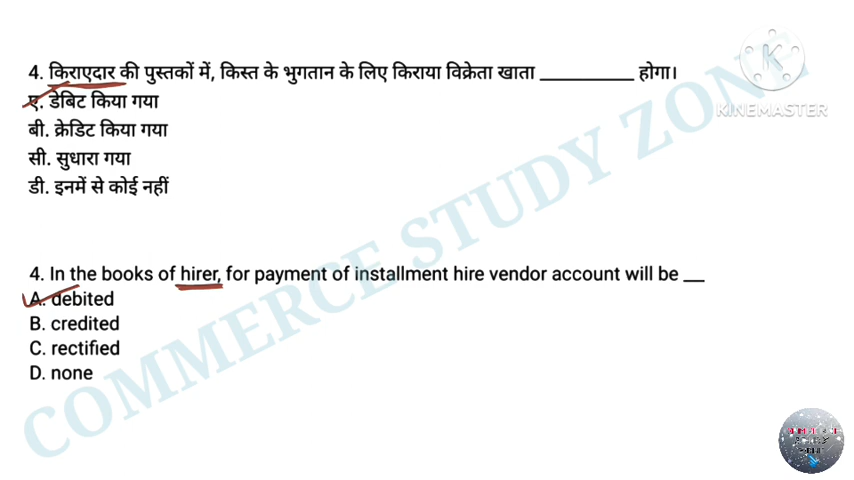 KINEMASTER
4. किराएदार की पुस्तकों में, किस्त के भुगतान के लिए किराया विक्रेता खाता __________ होगा।
ए. डेबिट किया गया
बी. क्रेडिट किया गया
सी. सुधारा गया
डी. इनमें से कोई नहीं
COMMERCE STUDY ZONE
4. In the books of hirer, for payment of installment hire vendor account will be __
A. debited
B. credited
C. rectified
D. none